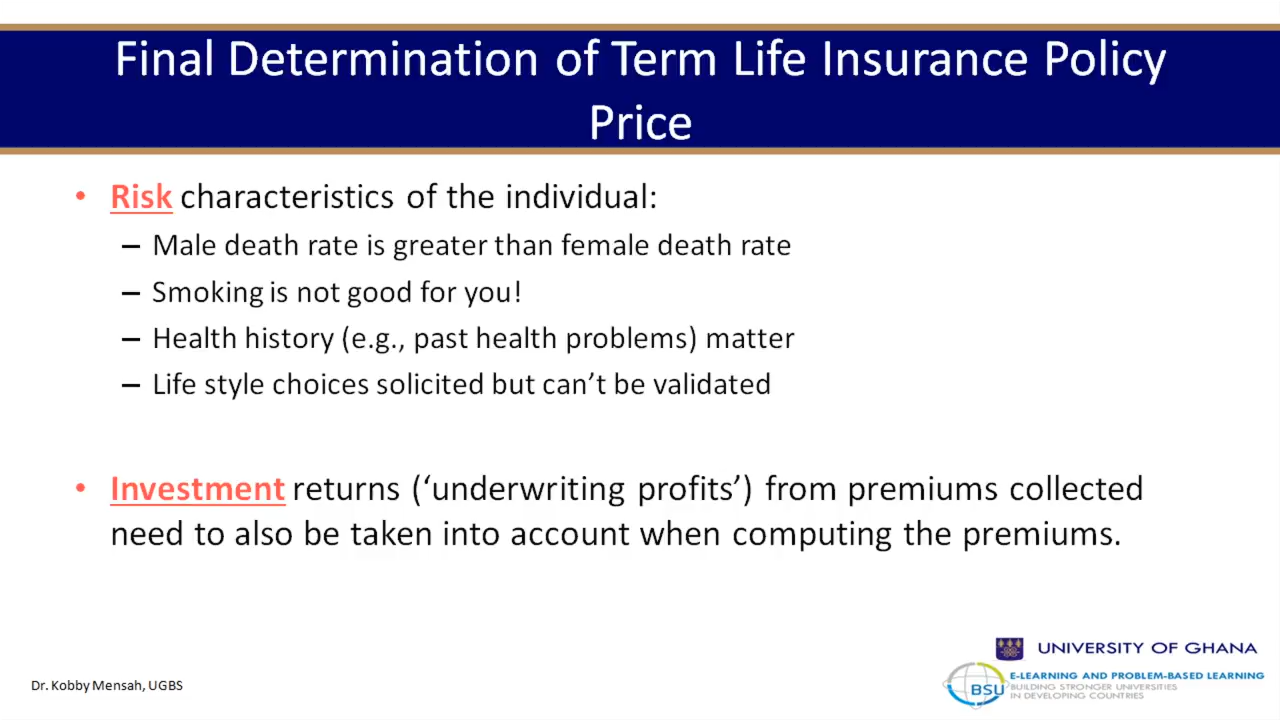 Final Determination of Term Life Insurance Policy
Price
• Risk characteristics of the individual:
– Male death rate is greater than female death rate
– Smoking is not good for you!
– Health history (e.g., past health problems) matter
– Life style choices solicited but can’t be validated
• Investment returns (‘underwriting profits’) from premiums collected
need to also be taken into account when computing the premiums.
Dr. Kobby Mensah, UGBS
UNIVERSITY OF GHANA
BSU
E-LEARNING AND PROBLEM-BASED LEARNING
BUILDING STRONGER UNIVERSITIES
IN DEVELOPING COUNTRIES